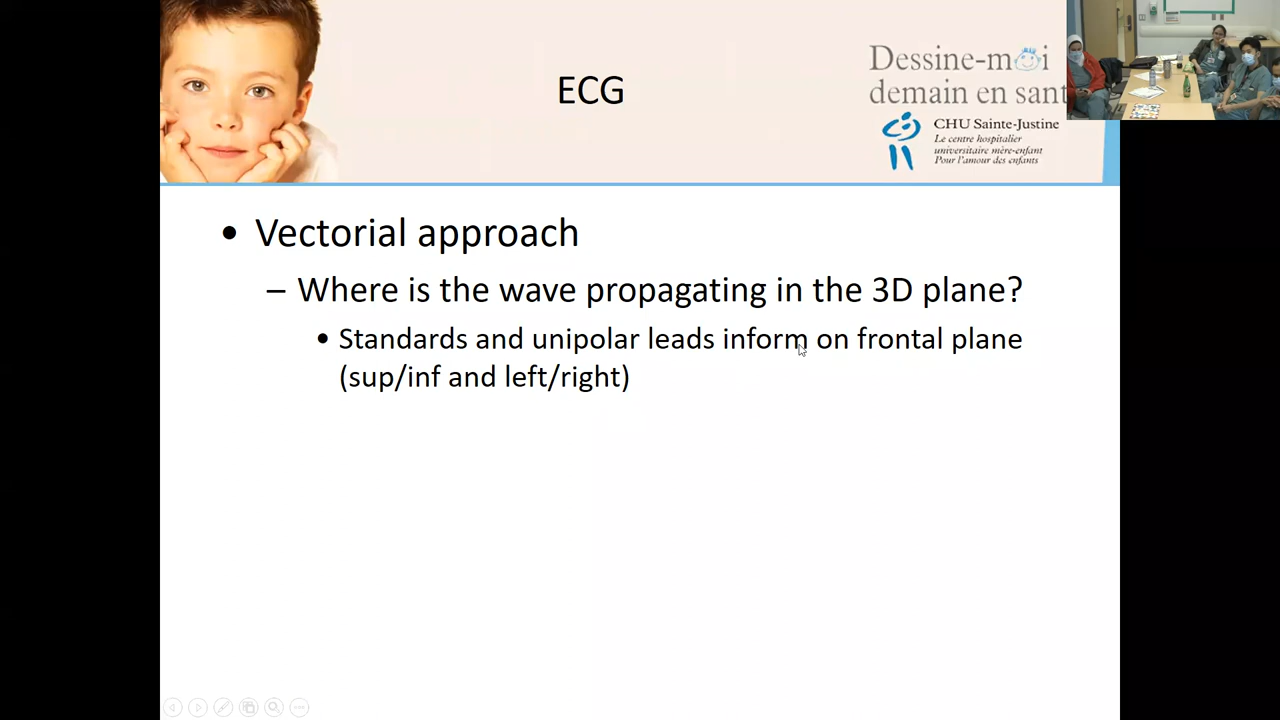 ECG
Dessine-moi
demain en sant
CHU Sainte-Justine
Le centre hospitalier
universitaire mère-enfant
Pour l'amour des enfants
• Vectorial approach
– Where is the wave propagating in the 3D plane?
• Standards and unipolar leads inform on frontal plane
(sup/inf and left/right)